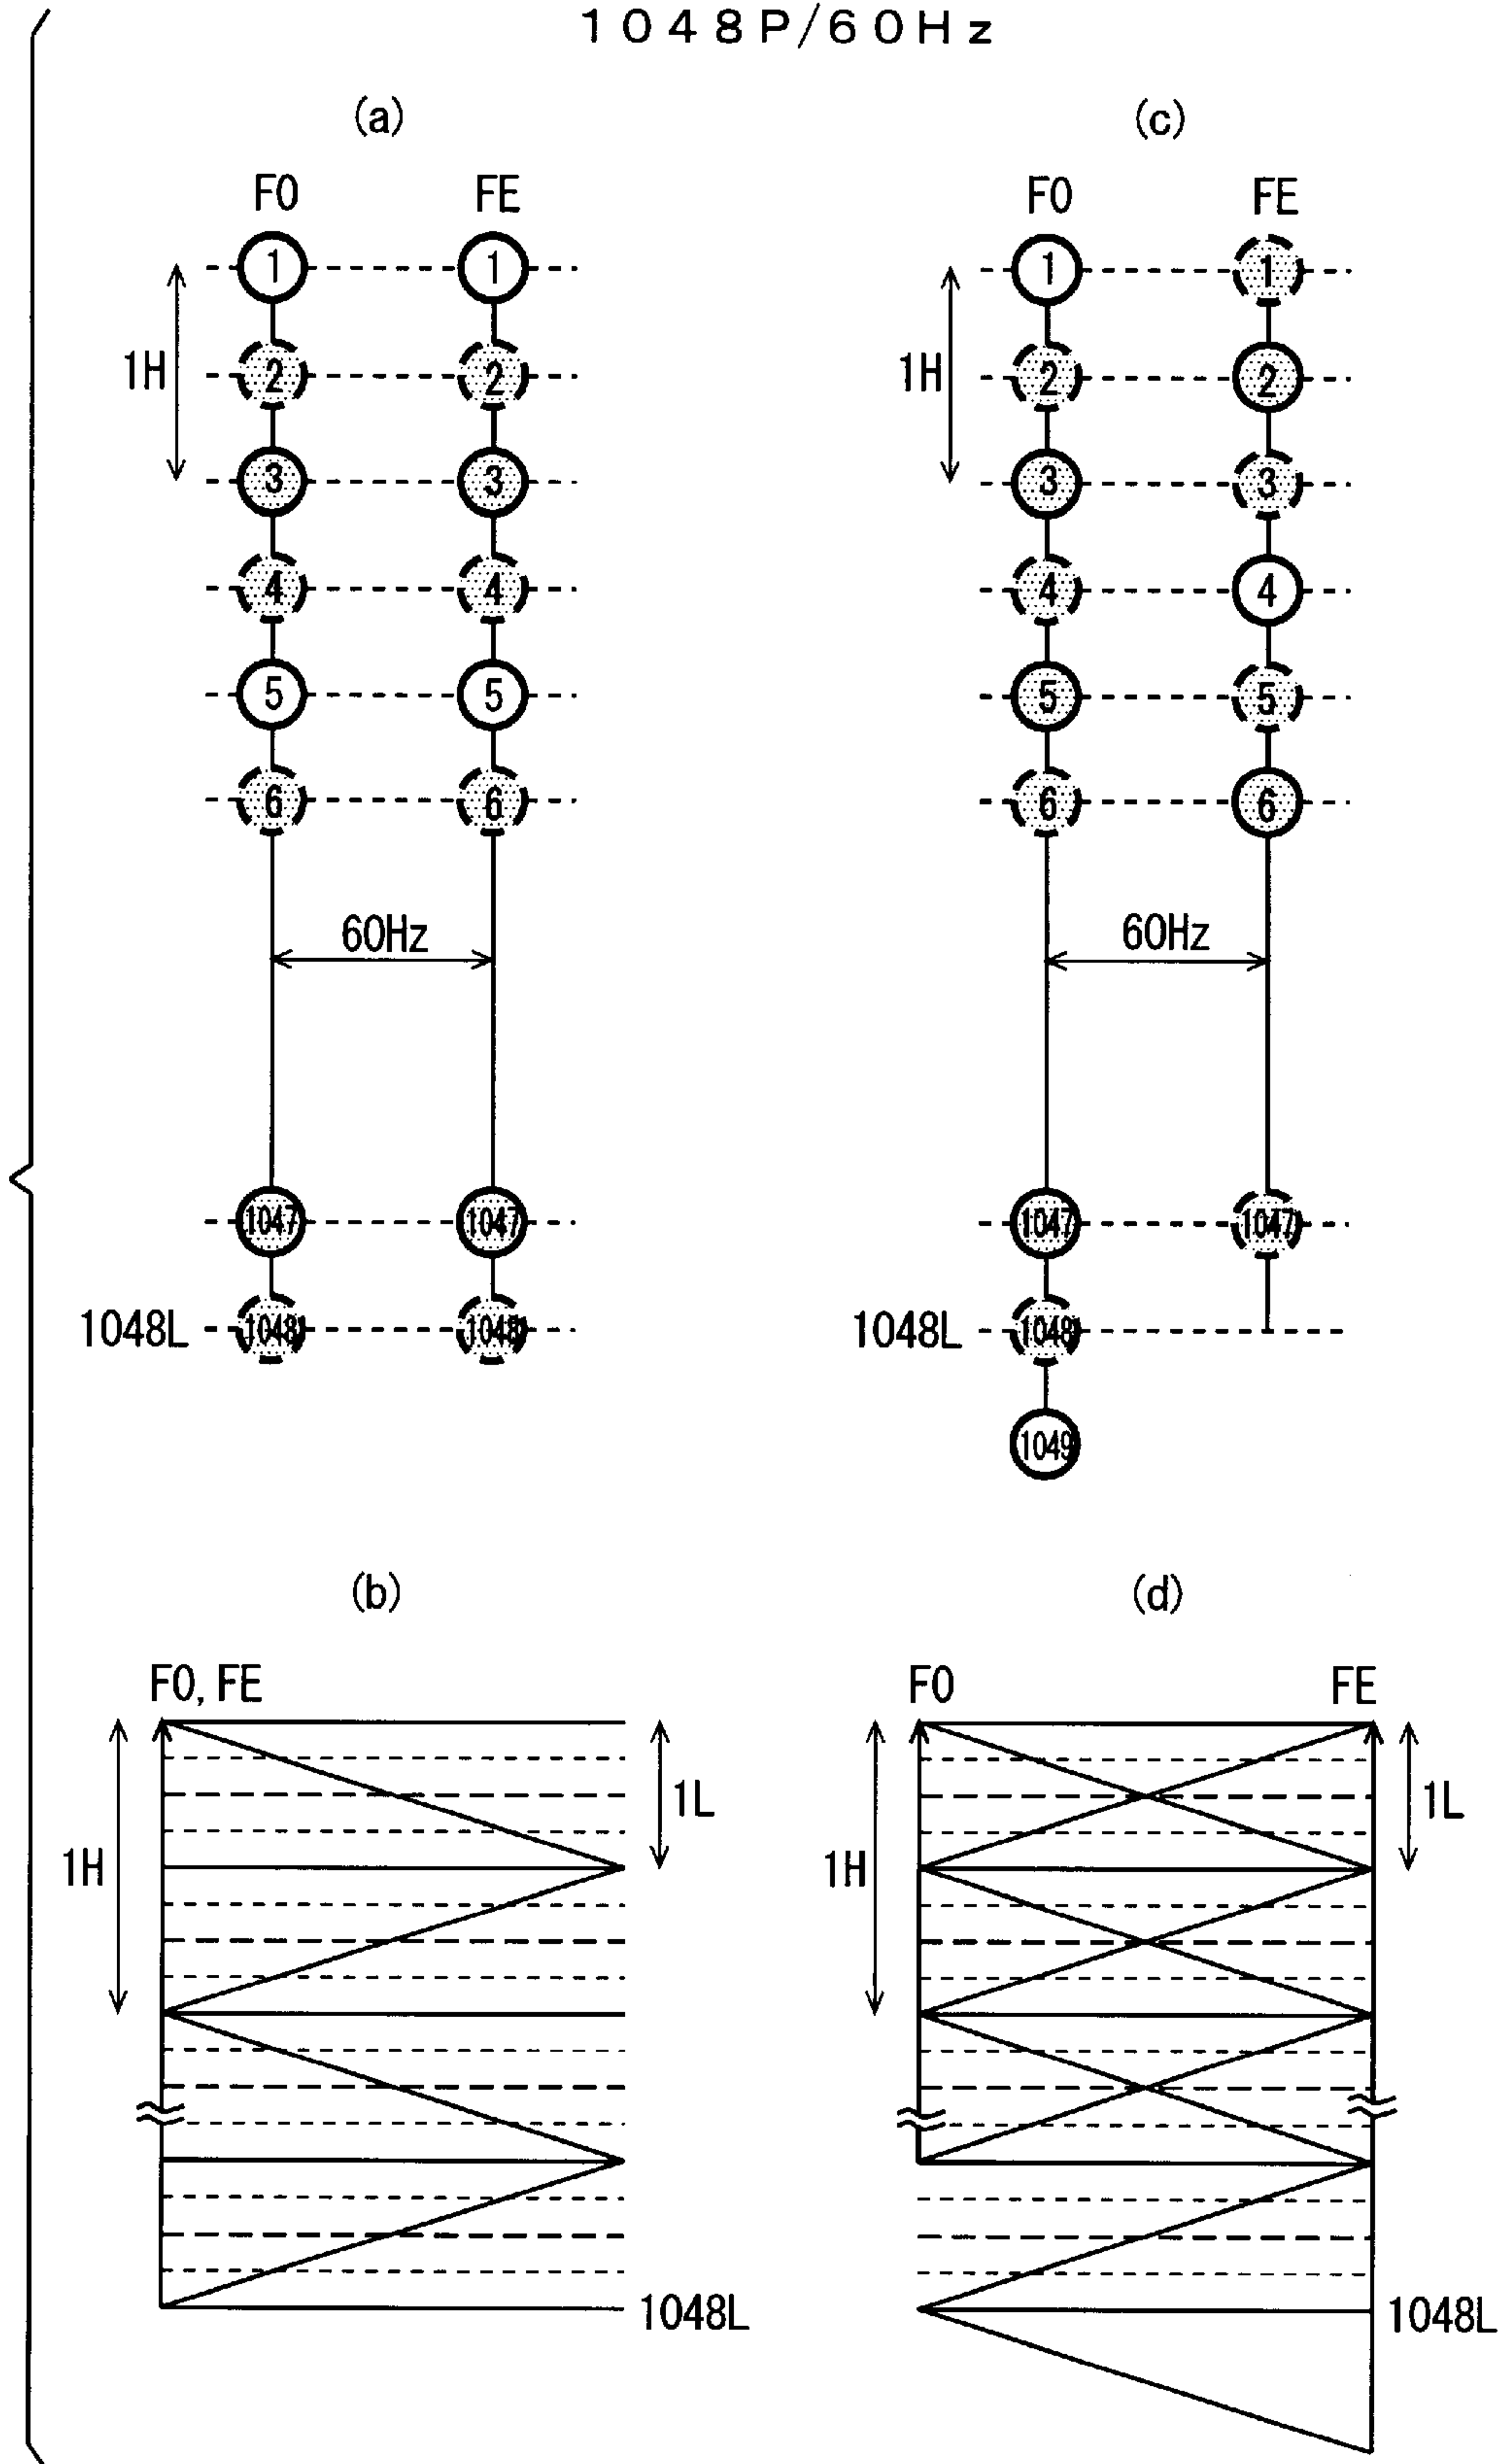 1048P/60Hz
(a)
F0 FE
1 1
1H
2 2
3 3
4 4
5 5
6 6
60Hz
1047 1047
1048L 1048 1048
(c)
F0 FE
1 1
1H
2 2
3 3
4 4
5 5
6 6
60Hz
1047 1047
1048L 1048
1049
(b)
F0, FE
1L
1H
1048L
(d)
F0 FE
1L
1H
1048L